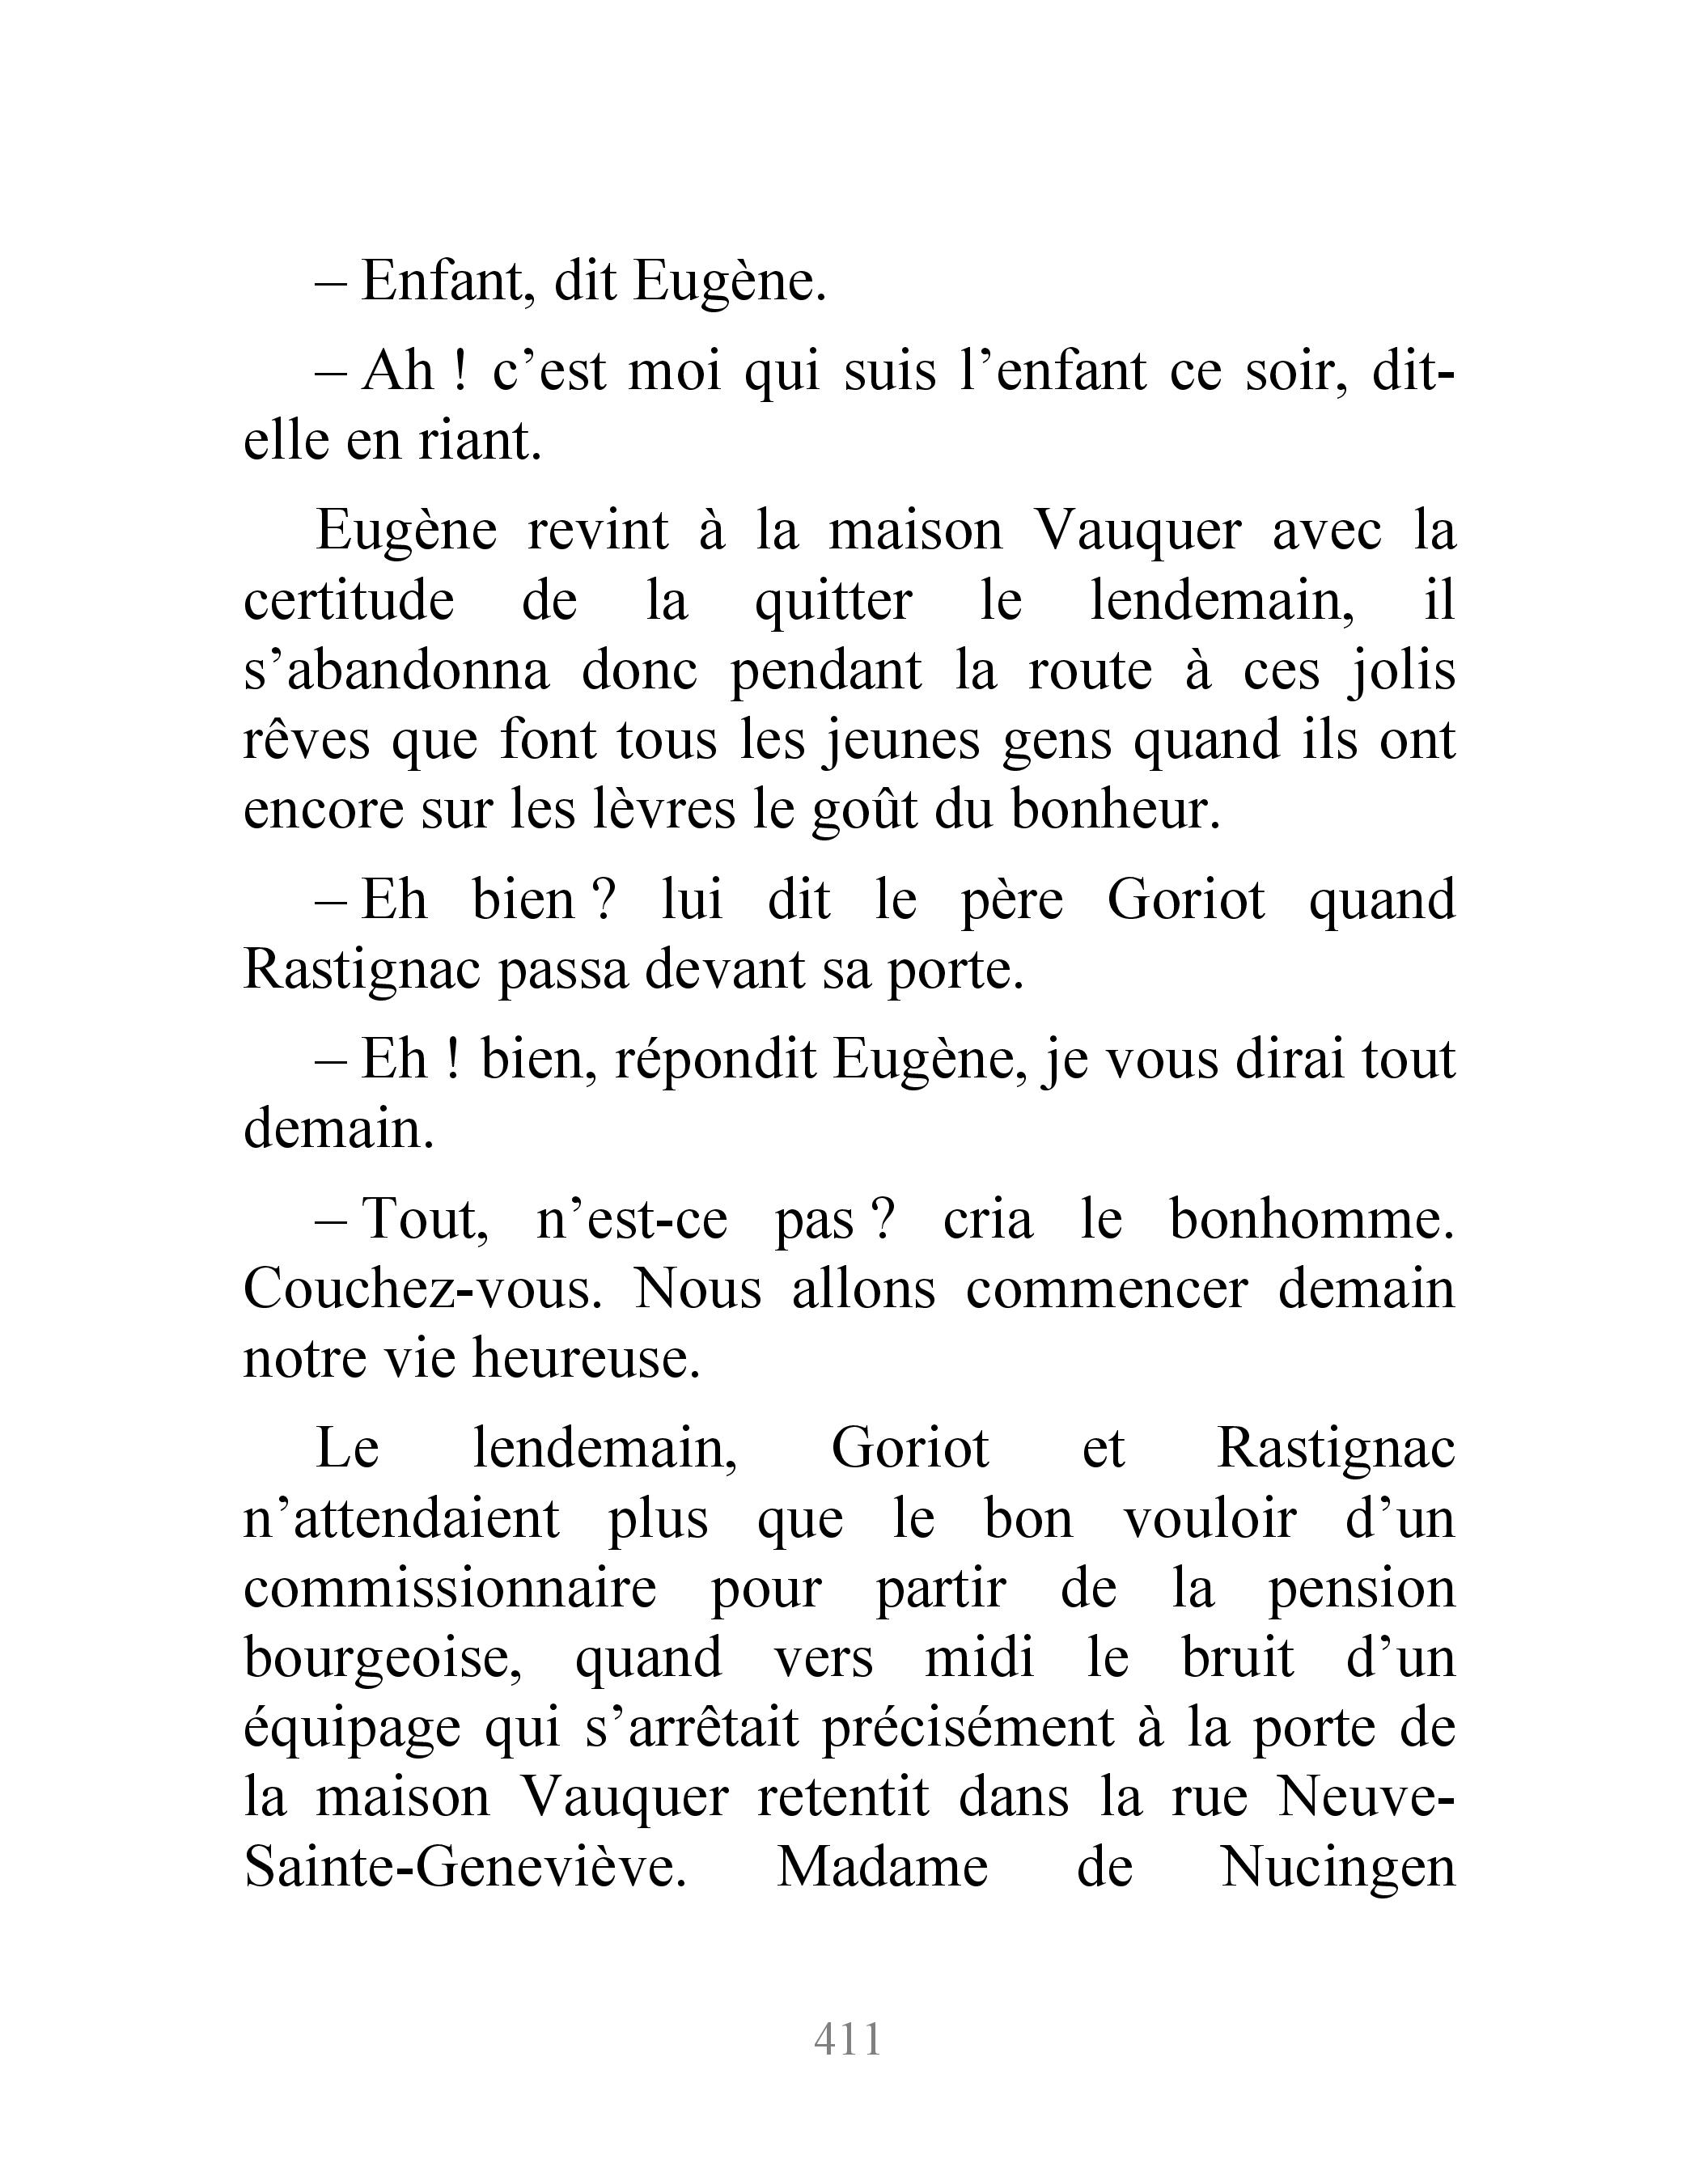 – Enfant, dit Eugène.
– Ah ! c’est moi qui suis l’enfant ce soir, dit-
elle en riant.
Eugène revint à la maison Vauquer avec la
certitude de la quitter le lendemain, il
s’abandonna donc pendant la route à ces jolis
rêves que font tous les jeunes gens quand ils ont
encore sur les lèvres le goût du bonheur.
– Eh bien ? lui dit le père Goriot quand
Rastignac passa devant sa porte.
– Eh ! bien, répondit Eugène, je vous dirai tout
demain.
– Tout, n’est-ce pas ? cria le bonhomme.
Couchez-vous. Nous allons commencer demain
notre vie heureuse.
Le lendemain, Goriot et Rastignac
n’attendaient plus que le bon vouloir d’un
commissionnaire pour partir de la pension
bourgeoise, quand vers midi le bruit d’un
équipage qui s’arrêtait précisément à la porte de
la maison Vauquer retentit dans la rue Neuve-
Sainte-Geneviève. Madame de Nucingen
411